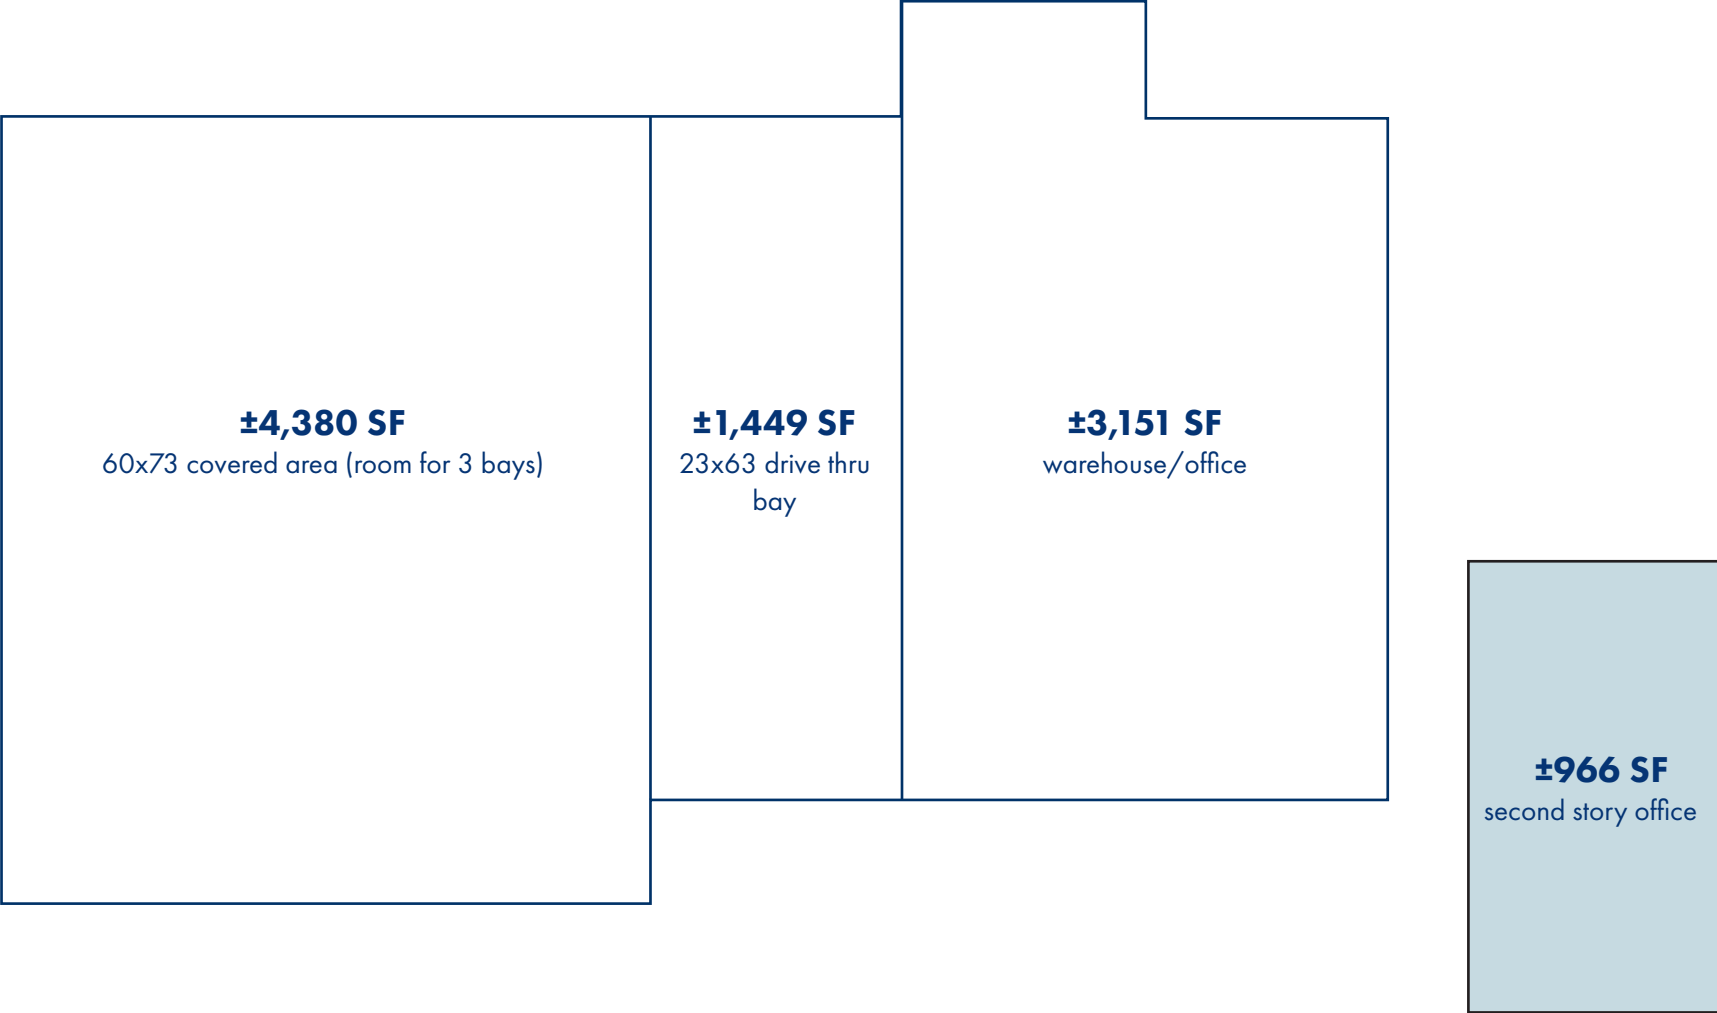 ±4,380 SF
60x73 covered area (room for 3 bays)
±1,449 SF
23x63 drive thru
bay
±3,151 SF
warehouse/office
±966 SF
second story office